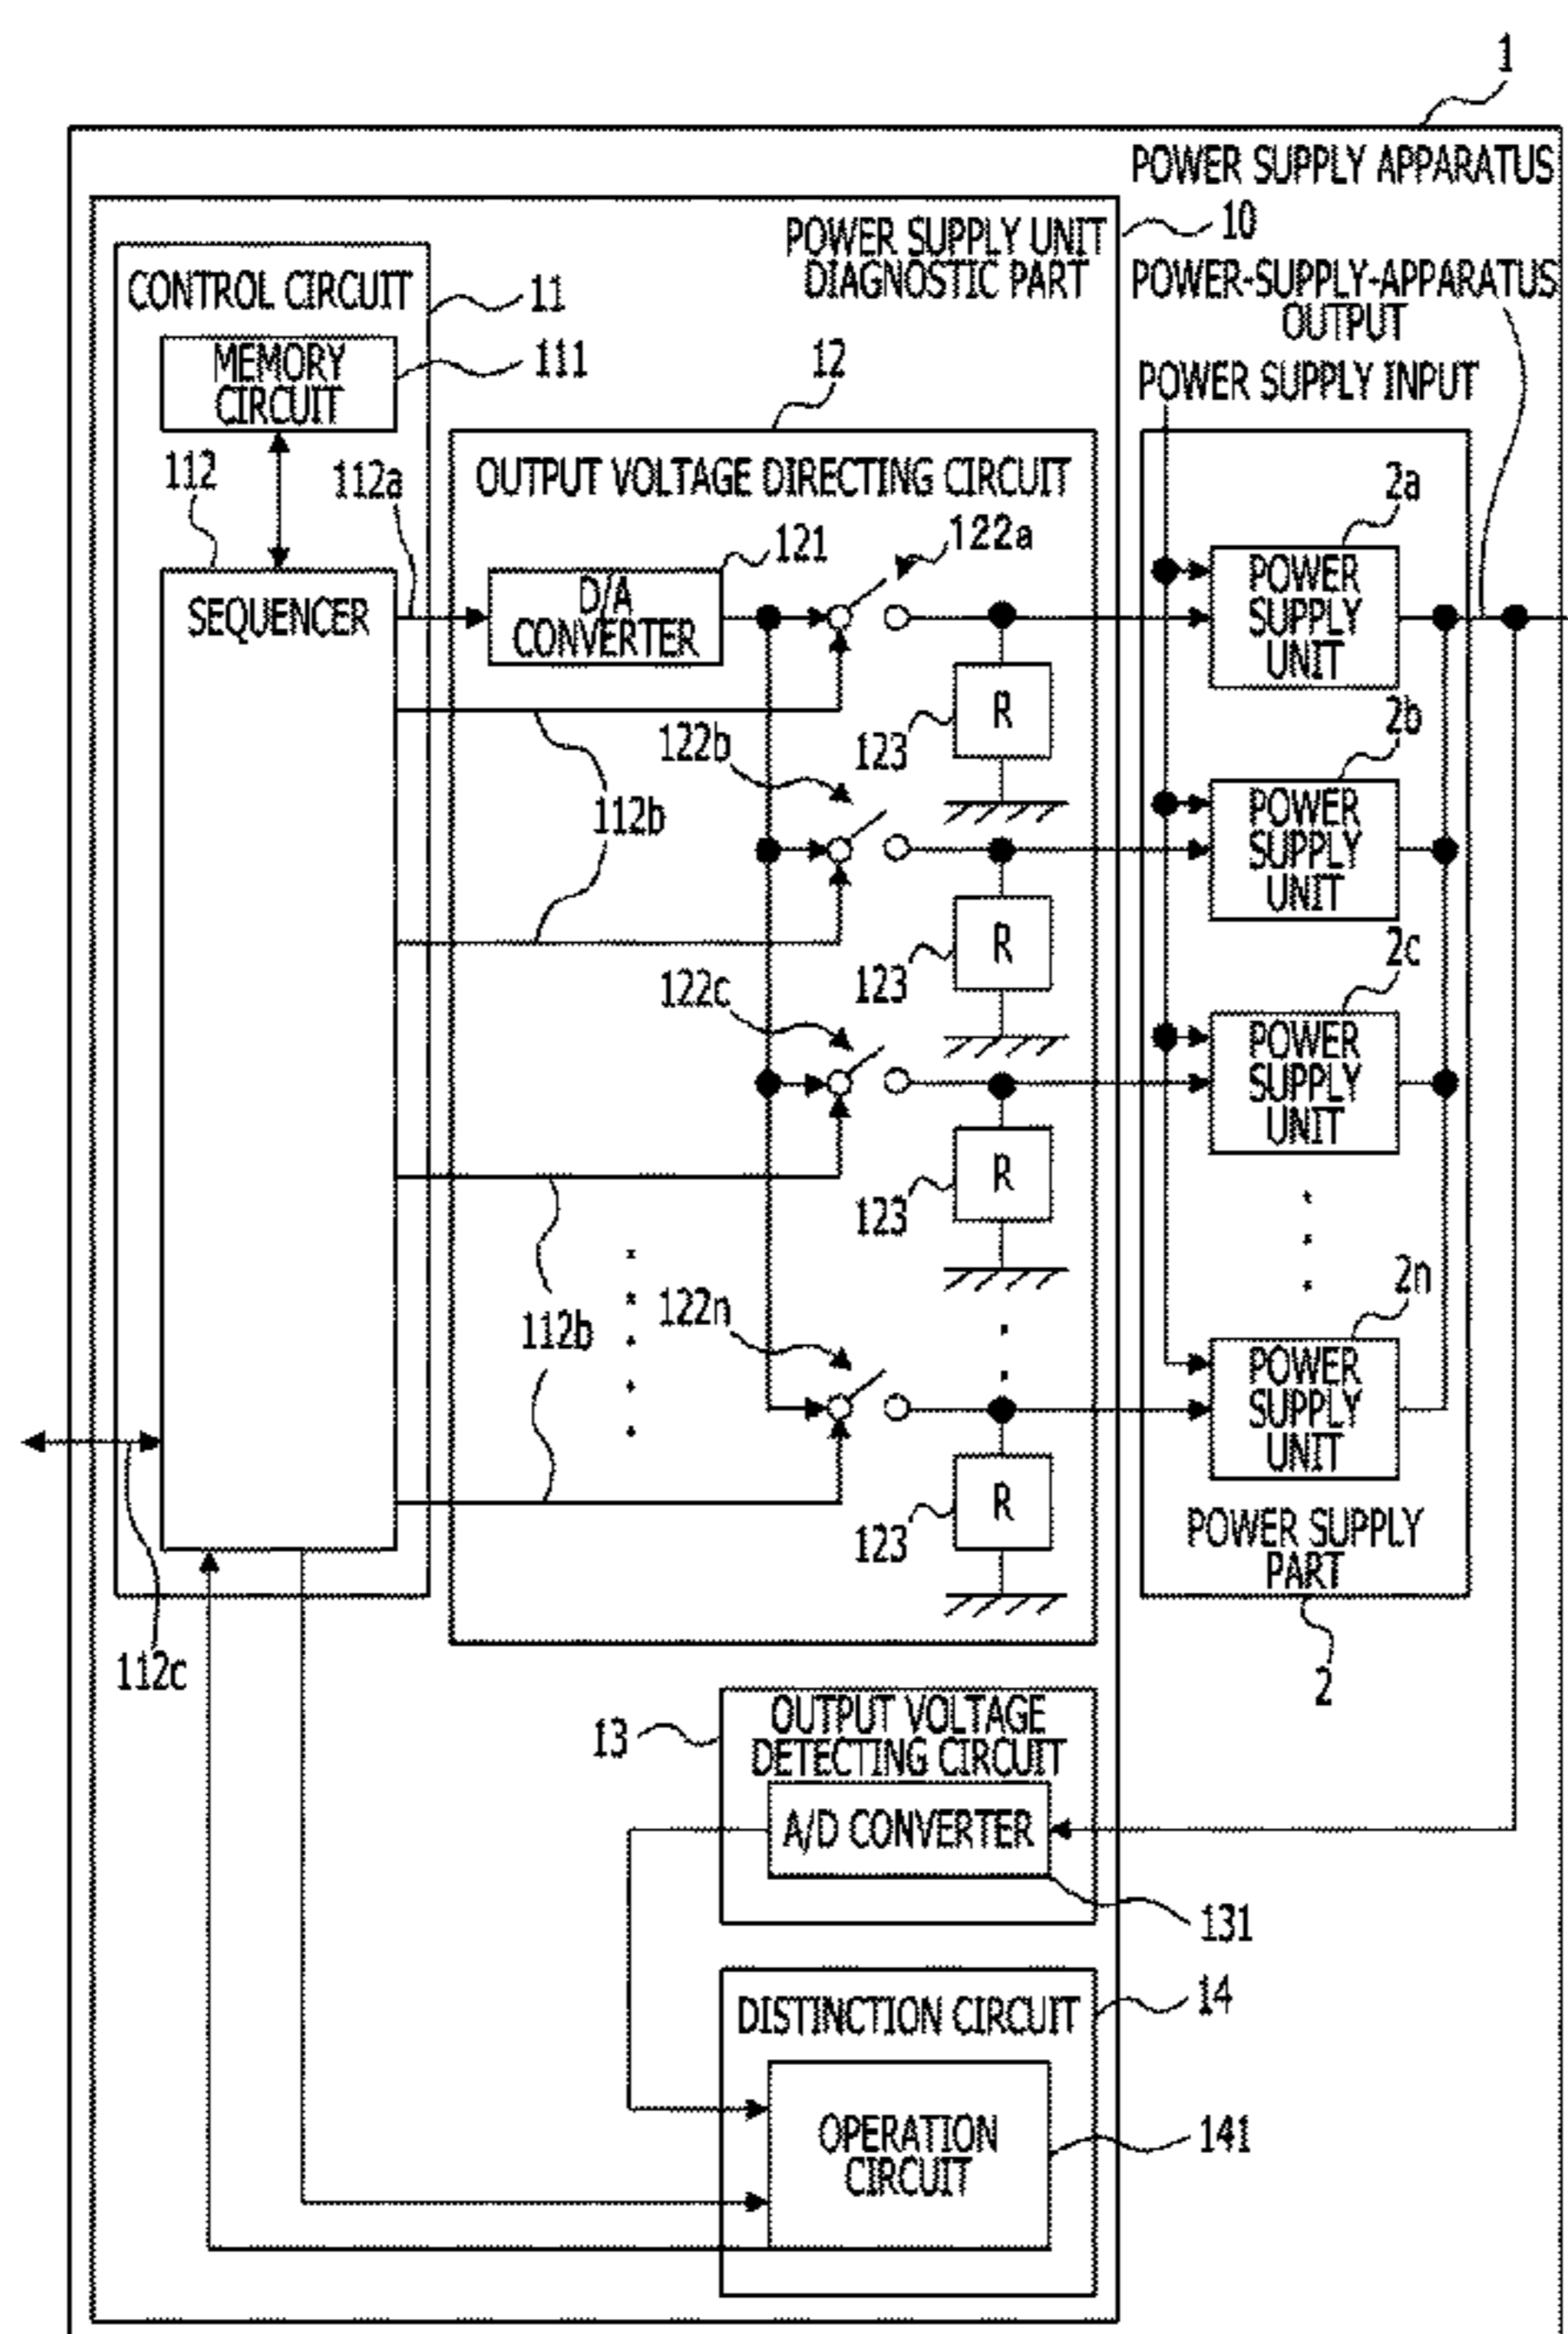 1
POWER SUPPLY APPARATUS
POWER SUPPLY UNIT
DIAGNOSTIC PART
10
CONTROL CIRCUIT
11
POWER-SUPPLY-APPARATUS
OUTPUT
MEMORY
CIRCUIT
111
12
POWER SUPPLY INPUT
112
112a
OUTPUT VOLTAGE DIRECTING CIRCUIT
2a
121
122a
SEQUENCER
D/A
CONVERTER
POWER
SUPPLY
UNIT
R
123
122b
112b
2b
POWER
SUPPLY
UNIT
R
123
122c
2c
POWER
SUPPLY
UNIT
R
123
122n
112b
2n
POWER
SUPPLY
UNIT
R
123
POWER SUPPLY
PART
112c
2
13
OUTPUT VOLTAGE
DETECTING CIRCUIT
A/D CONVERTER
131
14
DISTINCTION CIRCUIT
OPERATION
CIRCUIT
141